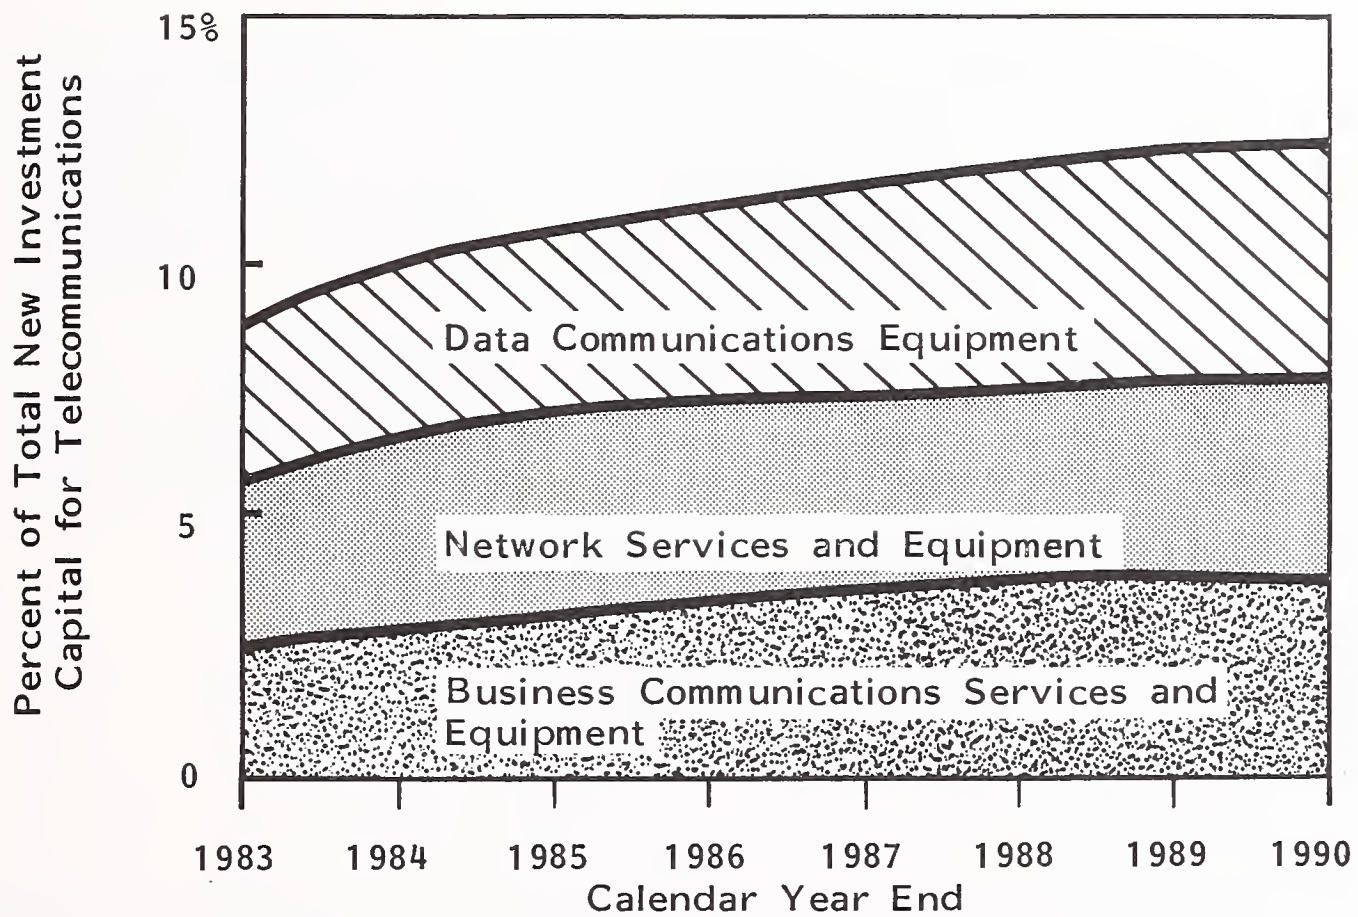 Percent of Total New Investment
Capital for Telecommunications
15%
10
5
0
Data Communications Equipment
Network Services and Equipment
Business Communications Services and
Equipment
1983 1984 1985 1986 1987 1988 1989 1990
Calendar Year End